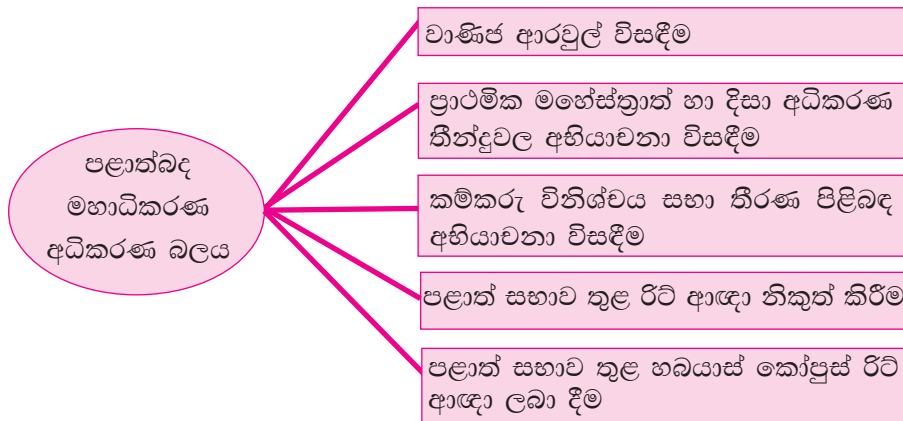 පළාත්බද
මහාධිකරණ
අධිකරණ බලය
වාණිජ ආරවුල් විසඳීම
ප්‍රාථමික මහේස්ත්‍රාත් හා දිසා අධිකරණ
තීන්දුවල අභියාචනා විසඳීම
කම්කරු විනිශ්චය සභා තීරණ පිළිබඳ
අභියාචනා විසඳීම
පළාත් සභාව තුළ රිට් ආඥා නිකුත් කිරීම
පළාත් සභාව තුළ හබයාස් කෝපුස් රිට්
ආඥා ලබා දීම